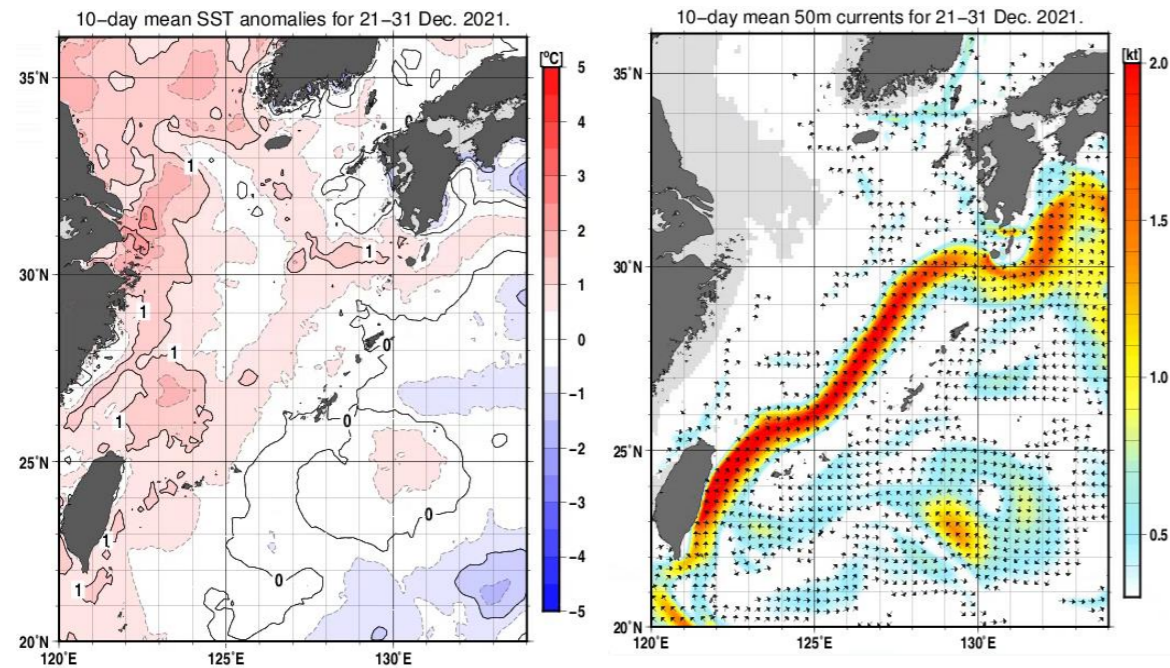 10−day mean SST anomalies for 21−31 Dec. 2021.
[°C]
5
4
3
2
1
0
−1
−2
−3
−4
−5
35°N
30°N
25°N
20°N
120°E
125°E
130°E
0
1
1
1
0
1
1
0
0
0
1
0
1
10−day mean 50m currents for 21−31 Dec. 2021.
[kt]
2.0
1.5
1.0
0.5
35°N
30°N
25°N
20°N
120°E
125°E
130°E